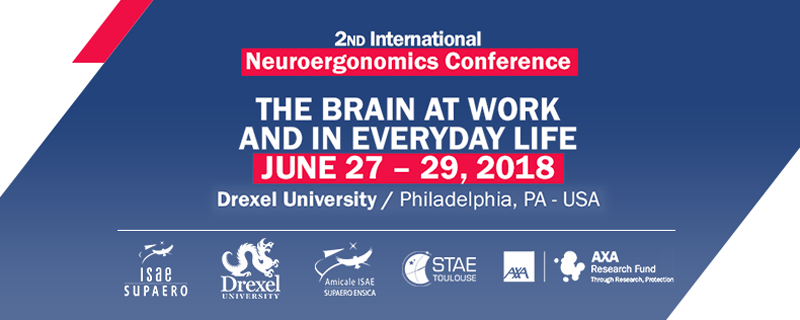 2ND International
Neuroergonomics Conference
THE BRAIN AT WORK
AND IN EVERYDAY LIFE
JUNE 27 – 29, 2018
Drexel University / Philadelphia, PA - USA
isae
SUPAERO
Drexel
UNIVERSITY
Amicale ISAE
SUPAERO ENSICA
STAE
TOULOUSE
AXA
AXA
Research Fund
Through Research, Protection